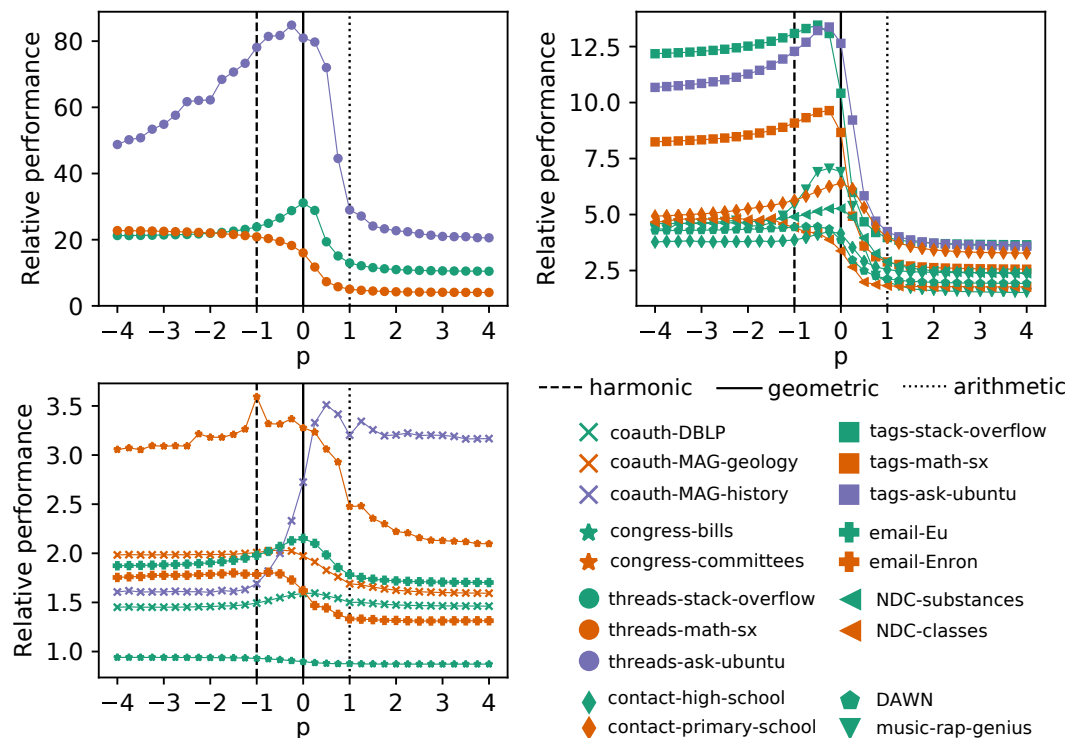 Relative performance
80
60
40
20
0
−4 −3 −2 −1 0 1 2 3 4
p
Relative performance
12.5
10.0
7.5
5.0
2.5
−4 −3 −2 −1 0 1 2 3 4
p
Relative performance
3.5
3.0
2.5
2.0
1.5
1.0
−4 −3 −2 −1 0 1 2 3 4
p
harmonic geometric arithmetic
coauth-DBLP
coauth-MAG-geology
coauth-MAG-history
congress-bills
congress-committees
threads-stack-overflow
threads-math-sx
threads-ask-ubuntu
contact-high-school
contact-primary-school
tags-stack-overflow
tags-math-sx
tags-ask-ubuntu
email-Eu
email-Enron
NDC-substances
NDC-classes
DAWN
music-rap-genius